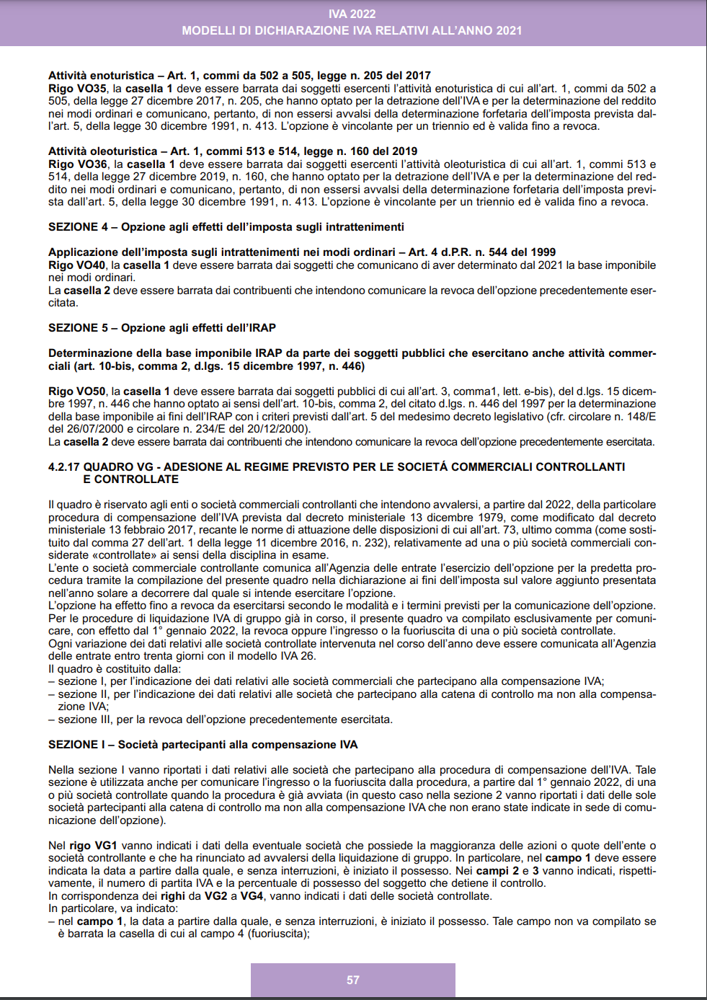 IVA 2022
MODELLI DI DICHIARAZIONE IVA RELATIVI ALL’ANNO 2021
Attività enoturistica – Art. 1, commi da 502 a 505, legge n. 205 del 2017
Rigo VO35, la casella 1 deve essere barrata dai soggetti esercenti l’attività enoturistica di cui all’art. 1, commi da 502 a
505, della legge 27 dicembre 2017, n. 205, che hanno optato per la detrazione dell’IVA e per la determinazione del reddito
nei modi ordinari e comunicano, pertanto, di non essersi avvalsi della determinazione forfetaria dell’imposta prevista dal-
l’art. 5, della legge 30 dicembre 1991, n. 413. L’opzione è vincolante per un triennio ed è valida fino a revoca.
Attività oleoturistica – Art. 1, commi 513 e 514, legge n. 160 del 2019
Rigo VO36, la casella 1 deve essere barrata dai soggetti esercenti l’attività oleoturistica di cui all’art. 1, commi 513 e
514, della legge 27 dicembre 2019, n. 160, che hanno optato per la detrazione dell’IVA e per la determinazione del red-
dito nei modi ordinari e comunicano, pertanto, di non essersi avvalsi della determinazione forfetaria dell’imposta previ-
sta dall’art. 5, della legge 30 dicembre 1991, n. 413. L’opzione è vincolante per un triennio ed è valida fino a revoca.
SEZIONE 4 – Opzione agli effetti dell’imposta sugli intrattenimenti
Applicazione dell’imposta sugli intrattenimenti nei modi ordinari – Art. 4 d.P.R. n. 544 del 1999
Rigo VO40, la casella 1 deve essere barrata dai soggetti che comunicano di aver determinato dal 2021 la base imponibile
nei modi ordinari.
La casella 2 deve essere barrata dai contribuenti che intendono comunicare la revoca dell’opzione precedentemente eser-
citata.
SEZIONE 5 – Opzione agli effetti dell’IRAP
Determinazione della base imponibile IRAP da parte dei soggetti pubblici che esercitano anche attività commer-
ciali (art. 10-bis, comma 2, d.lgs. 15 dicembre 1997, n. 446)
Rigo VO50, la casella 1 deve essere barrata dai soggetti pubblici di cui all’art. 3, comma1, lett. e-bis), del d.lgs. 15 dicem-
bre 1997, n. 446 che hanno optato ai sensi dell’art. 10-bis, comma 2, del citato d.lgs. n. 446 del 1997 per la determinazione
della base imponibile ai fini dell’IRAP con i criteri previsti dall’art. 5 del medesimo decreto legislativo (cfr. circolare n. 148/E
del 26/07/2000 e circolare n. 234/E del 20/12/2000).
La casella 2 deve essere barrata dai contribuenti che intendono comunicare la revoca dell’opzione precedentemente esercitata.
4.2.17 QUADRO VG - ADESIONE AL REGIME PREVISTO PER LE SOCIETÁ COMMERCIALI CONTROLLANTI
E CONTROLLATE
Il quadro è riservato agli enti o società commerciali controllanti che intendono avvalersi, a partire dal 2022, della particolare
procedura di compensazione dell’IVA prevista dal decreto ministeriale 13 dicembre 1979, come modificato dal decreto
ministeriale 13 febbraio 2017, recante le norme di attuazione delle disposizioni di cui all’art. 73, ultimo comma (come sosti-
tuito dal comma 27 dell’art. 1 della legge 11 dicembre 2016, n. 232), relativamente ad una o più società commerciali con-
siderate «controllate» ai sensi della disciplina in esame.
L’ente o società commerciale controllante comunica all’Agenzia delle entrate l’esercizio dell’opzione per la predetta pro-
cedura tramite la compilazione del presente quadro nella dichiarazione ai fini dell’imposta sul valore aggiunto presentata
nell’anno solare a decorrere dal quale si intende esercitare l’opzione.
L’opzione ha effetto fino a revoca da esercitarsi secondo le modalità e i termini previsti per la comunicazione dell’opzione.
Per le procedure di liquidazione IVA di gruppo già in corso, il presente quadro va compilato esclusivamente per comuni-
care, con effetto dal 1° gennaio 2022, la revoca oppure l’ingresso o la fuoriuscita di una o più società controllate.
Ogni variazione dei dati relativi alle società controllate intervenuta nel corso dell’anno deve essere comunicata all’Agenzia
delle entrate entro trenta giorni con il modello IVA 26.
Il quadro è costituito dalla:
– sezione I, per l’indicazione dei dati relativi alle società commerciali che partecipano alla compensazione IVA;
– sezione II, per l’indicazione dei dati relativi alle società che partecipano alla catena di controllo ma non alla compensa-
zione IVA;
– sezione III, per la revoca dell’opzione precedentemente esercitata.
SEZIONE I – Società partecipanti alla compensazione IVA
Nella sezione I vanno riportati i dati relativi alle società che partecipano alla procedura di compensazione dell’IVA. Tale
sezione è utilizzata anche per comunicare l’ingresso o la fuoriuscita dalla procedura, a partire dal 1° gennaio 2022, di una
o più società controllate quando la procedura è già avviata (in questo caso nella sezione 2 vanno riportati i dati delle sole
società partecipanti alla catena di controllo ma non alla compensazione IVA che non erano state indicate in sede di comu-
nicazione dell’opzione).
Nel rigo VG1 vanno indicati i dati della eventuale società che possiede la maggioranza delle azioni o quote dell’ente o
società controllante e che ha rinunciato ad avvalersi della liquidazione di gruppo. In particolare, nel campo 1 deve essere
indicata la data a partire dalla quale, e senza interruzioni, è iniziato il possesso. Nei campi 2 e 3 vanno indicati, rispetti-
vamente, il numero di partita IVA e la percentuale di possesso del soggetto che detiene il controllo.
In corrispondenza dei righi da VG2 a VG4, vanno indicati i dati delle società controllate.
In particolare, va indicato:
– nel campo 1, la data a partire dalla quale, e senza interruzioni, è iniziato il possesso. Tale campo non va compilato se
è barrata la casella di cui al campo 4 (fuoriuscita);
57